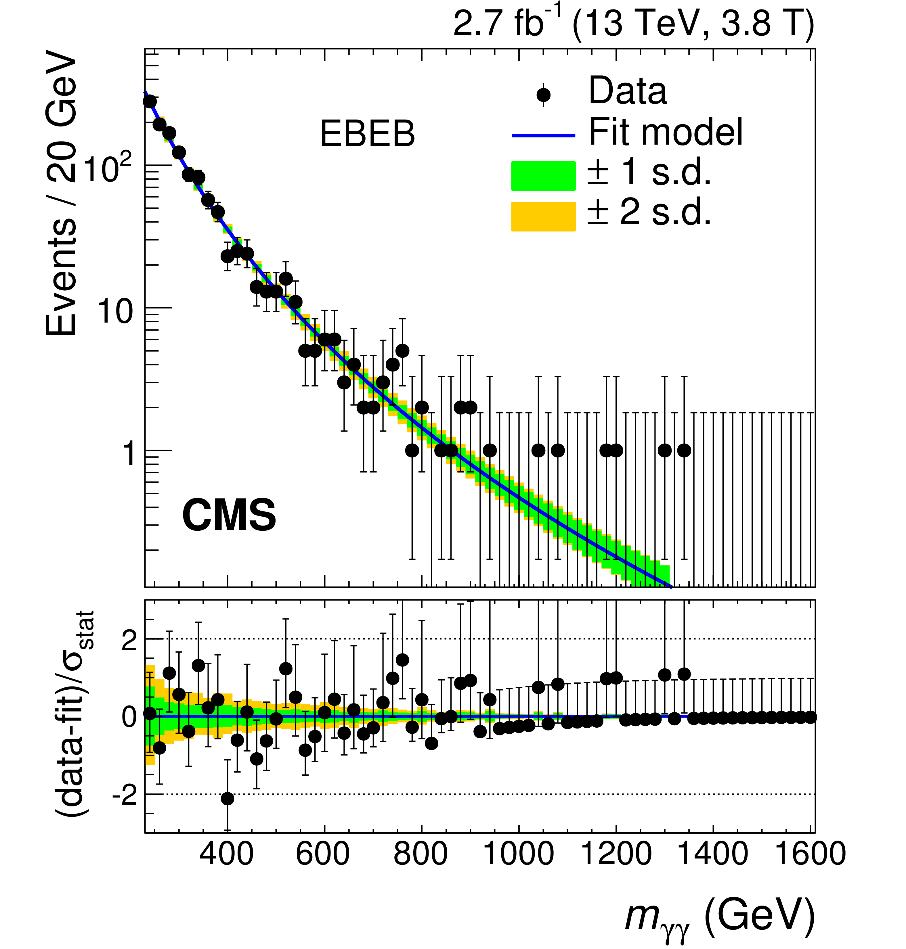 2.7 fb⁻¹ (13 TeV, 3.8 T)
Events / 20 GeV
10²
10
1
EBEB
Data
Fit model
± 1 s.d.
± 2 s.d.
CMS
(data-fit)/σstat
2
0
-2
400 600 800 1000 1200 1400 1600
mγγ (GeV)